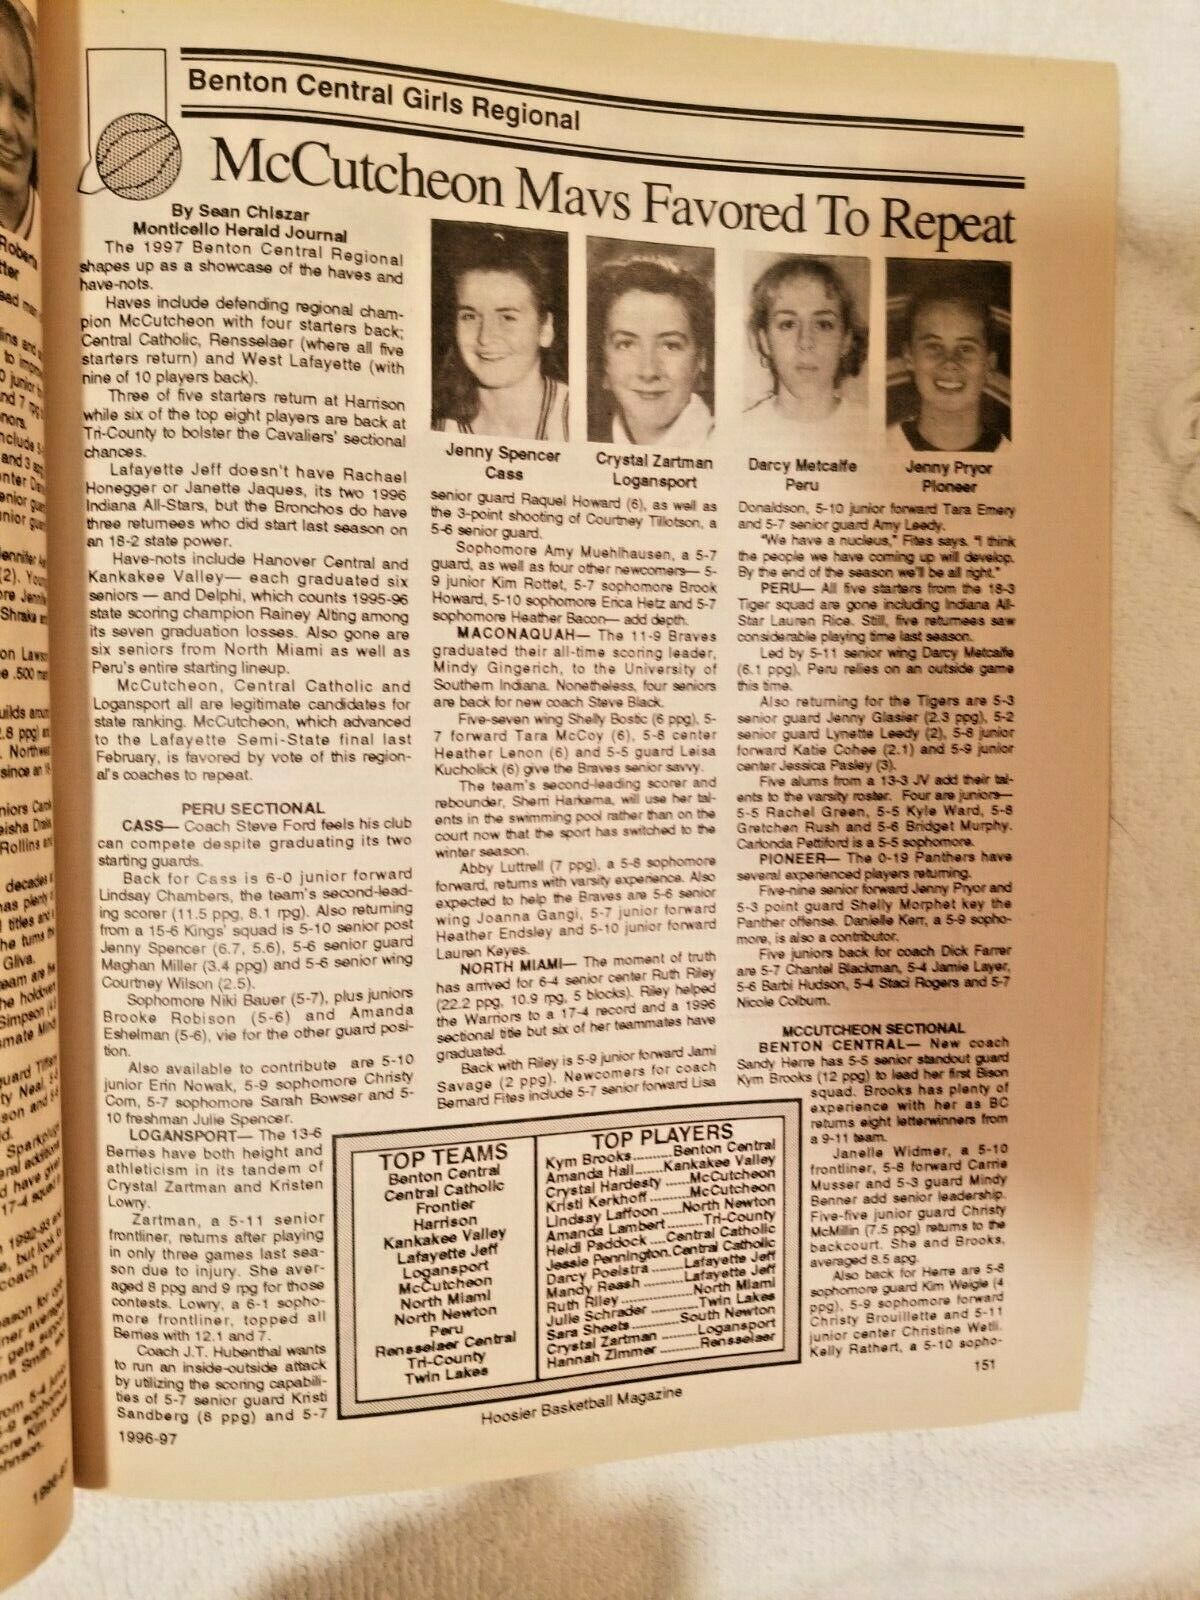 Benton Central Girls Regional
McCutcheon Mavs Favored To Repeat
By Sean Chiszar
Monticello Herald Journal
The 1997 Benton Central Regional
shapes up as a showcase of the haves and
have-nots.
Haves include defending regional cham-
pion McCutcheon with four starters back;
Central Catholic, Rensselaer (where all five
starters return) and West Lafayette (with
nine of 10 players back).
Three of five starters return at Harrison
while six of the top eight players are back at
Tri-County to bolster the Cavaliers' sectional
chances.
Lafayette Jeff doesn't have Rachael
Honegger or Janette Jaques, its two 1996
Indiana All-Stars, but the Bronchos do have
three returnees who did start last season on
an 18-2 state power.
Have-nots include Hanover Central and
Kankakee Valley— each graduated six
seniors — and Delphi, which counts 1995-96
state scoring champion Rainey Alting among
its seven graduation losses. Also gone are
six seniors from North Miami as well as
Peru's entire starting lineup.
McCutcheon, Central Catholic and
Logansport all are legitimate candidates for
state ranking. McCutcheon, which advanced
to the Lafayette Semi-State final last
February, is favored by vote of this region-
al's coaches to repeat.
PERU SECTIONAL
CASS— Coach Steve Ford feels his club
can compete despite graduating its two
starting guards.
Back for Cass is 6-0 junior forward
Lindsay Chambers, the team's second-lead-
ing scorer (11.5 ppg, 8.1 rpg). Also returning
from a 15-6 Kings' squad is 5-10 senior post
Jenny Spencer (6.7, 5.6), 5-6 senior guard
Maghan Miller (3.4 ppg) and 5-6 senior wing
Courtney Wilson (2.5).
Sophomore Niki Bauer (5-7), plus juniors
Brooke Robison (5-6) and Amanda
Eshelman (5-6), vie for the other guard posi-
tion.
Also available to contribute are 5-10
junior Erin Nowak, 5-9 sophomore Christy
Com, 5-7 sophomore Sarah Bowser and 5-
10 freshman Julie Spencer.
LOGANSPORT— The 13-6
Berries have both height and
athleticism in its tandem of
Crystal Zartman and Kristen
Lowry.
Zartman, a 5-11 senior
frontliner, returns after playing
in only three games last sea-
son due to injury. She aver-
aged 8 ppg and 9 rpg for those
contests. Lowry, a 6-1 sopho-
more frontliner, topped all
Berries with 12.1 and 7.
Coach J.T. Hubenthal wants
to run an inside-outside attack
by utilizing the scoring capabili-
ties of 5-7 senior guard Kristi
Sandberg (8 ppg) and 5-7
Jenny Spencer
Cass
Crystal Zartman
Logansport
Darcy Metcalfe
Peru
Jenny Pryor
Pioneer
senior guard Raquel Howard (6), as well as
the 3-point shooting of Courtney Tillotson, a
5-6 senior guard.
Sophomore Amy Muehlhausen, a 5-7
guard, as well as four other newcomers— 5-
9 junior Kim Rottet, 5-7 sophomore Brook
Howard, 5-10 sophomore Erica Hetz and 5-7
sophomore Heather Bacon— add depth.
MACONAQUAH— The 11-9 Braves
graduated their all-time scoring leader,
Mindy Gingerich, to the University of
Southern Indiana. Nonetheless, four seniors
are back for new coach Steve Black.
Five-seven wing Shelly Bostic (6 ppg), 5-
7 forward Tara McCoy (6), 5-8 center
Heather Lenon (6) and 5-5 guard Leisa
Kucholick (6) give the Braves senior savvy.
The team's second-leading scorer and
rebounder, Sherri Harkema, will use her tal-
ents in the swimming pool rather than on the
court now that the sport has switched to the
winter season.
Abby Luttrell (7 ppg), a 5-8 sophomore
forward, returns with varsity experience. Also
expected to help the Braves are 5-6 senior
wing Joanna Gangi, 5-7 junior forward
Heather Endsley and 5-10 junior forward
Lauren Keyes.
NORTH MIAMI— The moment of truth
has arrived for 6-4 senior center Ruth Riley
(22.2 ppg, 10.9 rpg, 5 blocks). Riley helped
the Warriors to a 17-4 record and a 1996
sectional title but six of her teammates have
graduated.
Back with Riley is 5-9 junior forward Jami
Savage (2 ppg). Newcomers for coach
Bernard Fites include 5-7 senior forward Lisa
Donaldson, 5-10 junior forward Tara Emery
and 5-7 senior guard Amy Leedy.
"We have a nucleus," Fites says. "I think
the people we have coming up will develop.
By the end of the season we'll be all right."
PERU— All five starters from the 18-3
Tiger squad are gone including Indiana All-
Star Lauren Rice. Still, five returnees saw
considerable playing time last season.
Led by 5-11 senior wing Darcy Metcalfe
(6.1 ppg), Peru relies on an outside game
this time.
Also returning for the Tigers are 5-3
senior guard Jenny Glasier (2.3 ppg), 5-2
senior guard Lynette Leedy (2), 5-8 junior
forward Katie Cohee (2.1) and 5-9 junior
center Jessica Pasley (3).
Five alums from a 13-3 JV add their tal-
ents to the varsity roster. Four are juniors—
5-5 Rachel Green, 5-5 Kyle Ward, 5-8
Gretchen Rush and 5-6 Bridget Murphy.
Carlonda Pettiford is a 5-5 sophomore.
PIONEER— The 0-19 Panthers have
several experienced players returning.
Five-nine senior forward Jenny Pryor and
5-3 point guard Shelly Morphet key the
Panther offense. Danielle Kerr, a 5-9 sopho-
more, is also a contributor.
Five juniors back for coach Dick Farrer
are 5-7 Chantel Blackman, 5-4 Jamie Layer,
5-6 Barbi Hudson, 5-4 Staci Rogers and 5-7
Nicole Colbum.
MCCUTCHEON SECTIONAL
BENTON CENTRAL— New coach
Sandy Herre has 5-5 senior standout guard
Kym Brooks (12 ppg) to lead her first Bison
squad. Brooks has plenty of
experience with her as BC
returns eight letterwinners from
a 9-11 team.
Janelle Widmer, a 5-10
frontliner, 5-8 forward Carrie
Musser and 5-3 guard Mindy
Benner add senior leadership.
Five-five junior guard Christy
McMillin (7.5 ppg) returns to the
backcourt. She and Brooks,
averaged 8.5 apg.
Also back for Herre are 5-8
sophomore guard Kim Weigle (4
ppg), 5-9 sophomore forward
Christy Brouillette and 5-11
junior center Christine Wetli.
Kelly Rathert, a 5-10 sopho-
TOP TEAMS
Benton Central
Central Catholic
Frontier
Harrison
Kankakee Valley
Lafayette Jeff
Logansport
McCutcheon
North Miami
North Newton
Peru
Rensselaer Central
Tri-County
Twin Lakes
TOP PLAYERS
Kym Brooks..........Benton Central
Amanda Hall.......Kankakee Valley
Crystal Hardesty ......McCutcheon
Kristi Kerkhoff .........McCutcheon
Lindsay Laffoon .....North Newton
Amanda Lambert.........Tri-County
Heidi Paddock ....Central Catholic
Jessie Pennington.Central Catholic
Darcy Poelstra .......Lafayette Jeff
Mandy Reash ........Lafayette Jeff
Ruth Riley...............North Miami
Julie Schrader ..........Twin Lakes
Sara Sheets............South Newton
Crystal Zartman .........Logansport
Hannah Zimmer ........Rensselaer
1996-97
Hoosier Basketball Magazine
151